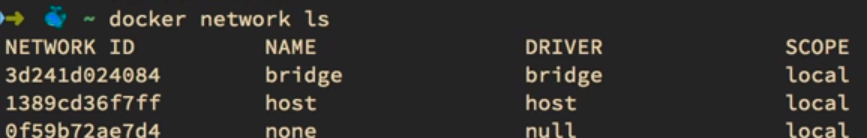 ~ docker network ls
NETWORK ID NAME DRIVER SCOPE
3d241d024084 bridge bridge local
1389cd36f7ff host host local
0f59b72ae7d4 none null local